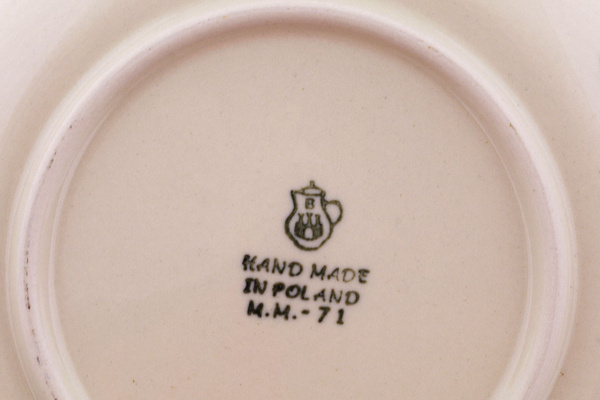 B
HAND MADE
IN POLAND
M.M.-71